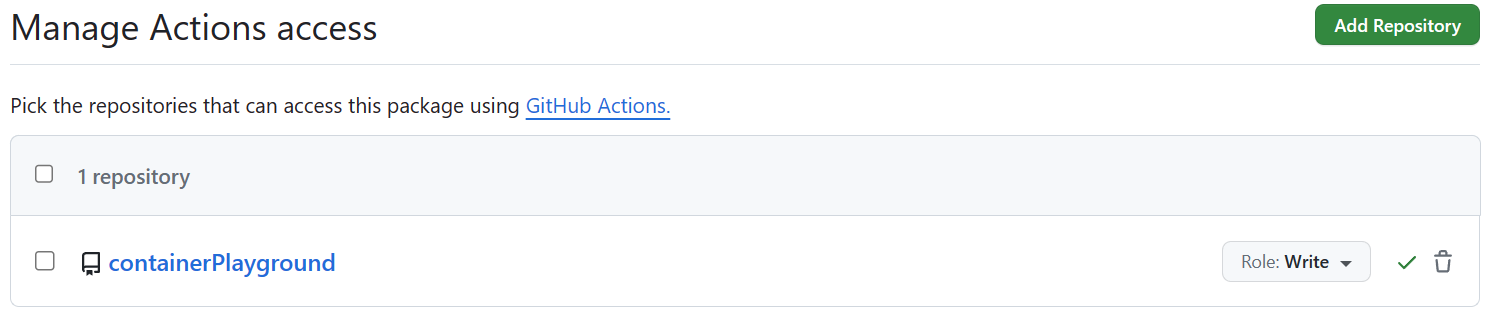 Manage Actions access
Add Repository
Pick the repositories that can access this package using GitHub Actions.
1 repository
containerPlayground
Role: Write